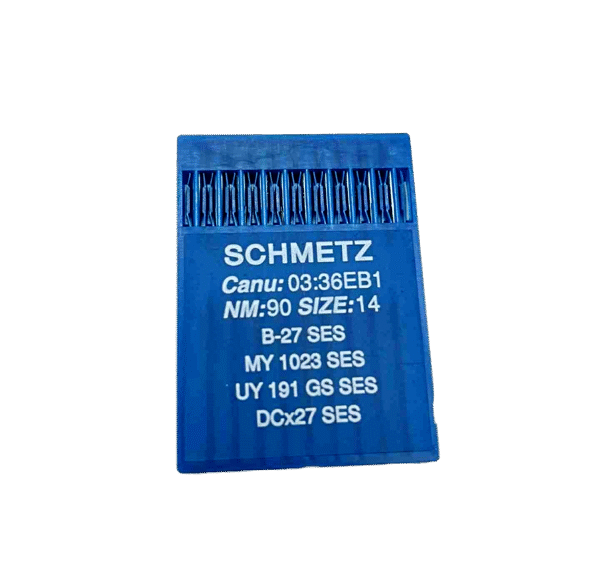 SCHMETZ
Canu: 03:36EB1
NM:90 SIZE:14
B-27 SES
MY 1023 SES
UY 191 GS SES
DCx27 SES